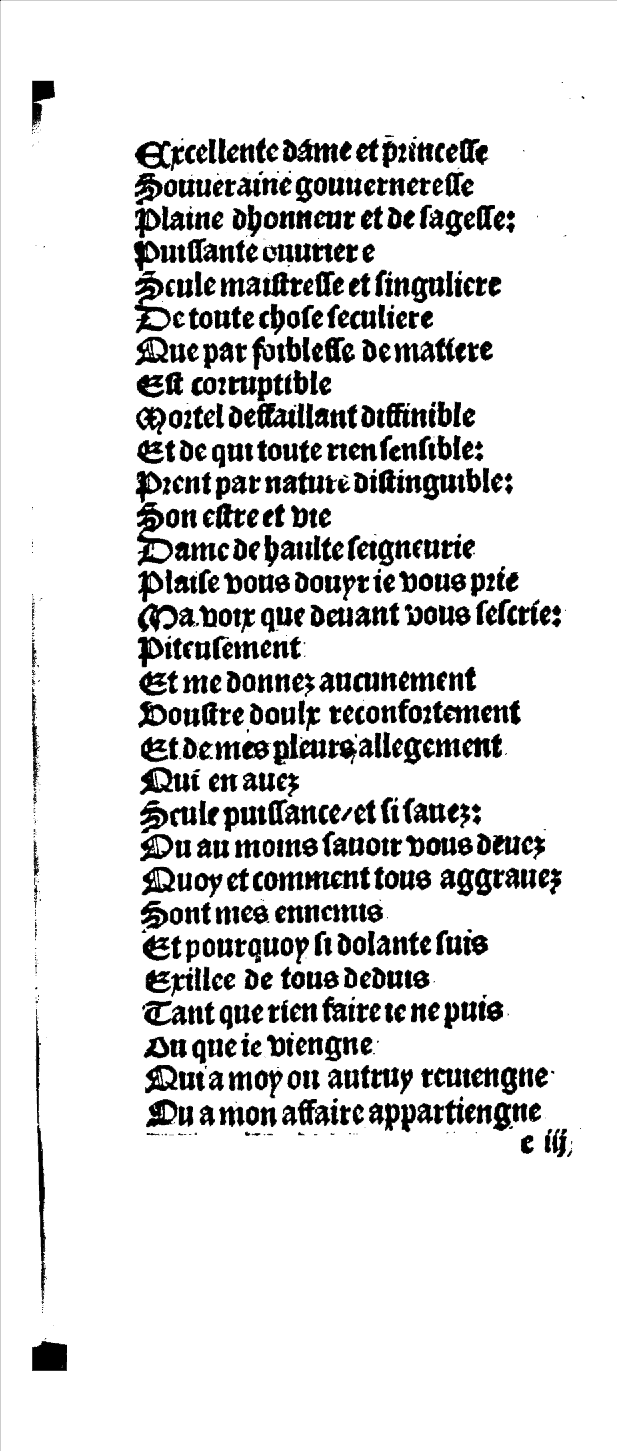 Excellente dame et princesse
Souueraine gouuerneresse
Plaine dhonneur et de sagesse:
Puissante ouuriere
Seule maistresse et singuliere
De toute chose seculiere
Que par foiblesse de matiere
Est corruptible
Mortel deffaillant diffinible
Et de qui toute rien sensible:
Prent par nature distinguible:
Son estre et vie
Dame de haulte seigneurie
Plaise vous douyr ie vous prie
Ma voix que deuant vous sescrie:
Piteusement
Et me donnez aucunement
Voustre doulx reconfortement
Et de mes pleurs allegement
Qui en auez
Seule puissance/et si sauez:
Ou au moins sauoir vous deuez
Quoy et comment tous aggrauez
Sont mes ennemis
Et pourquoy si dolante suis
Exillee de tous deduis
Tant que rien faire ie ne puis
Ou que ie viengne
Qui a moy ou autruy reuiengne
Ou a mon affaire appartiengne
e iij